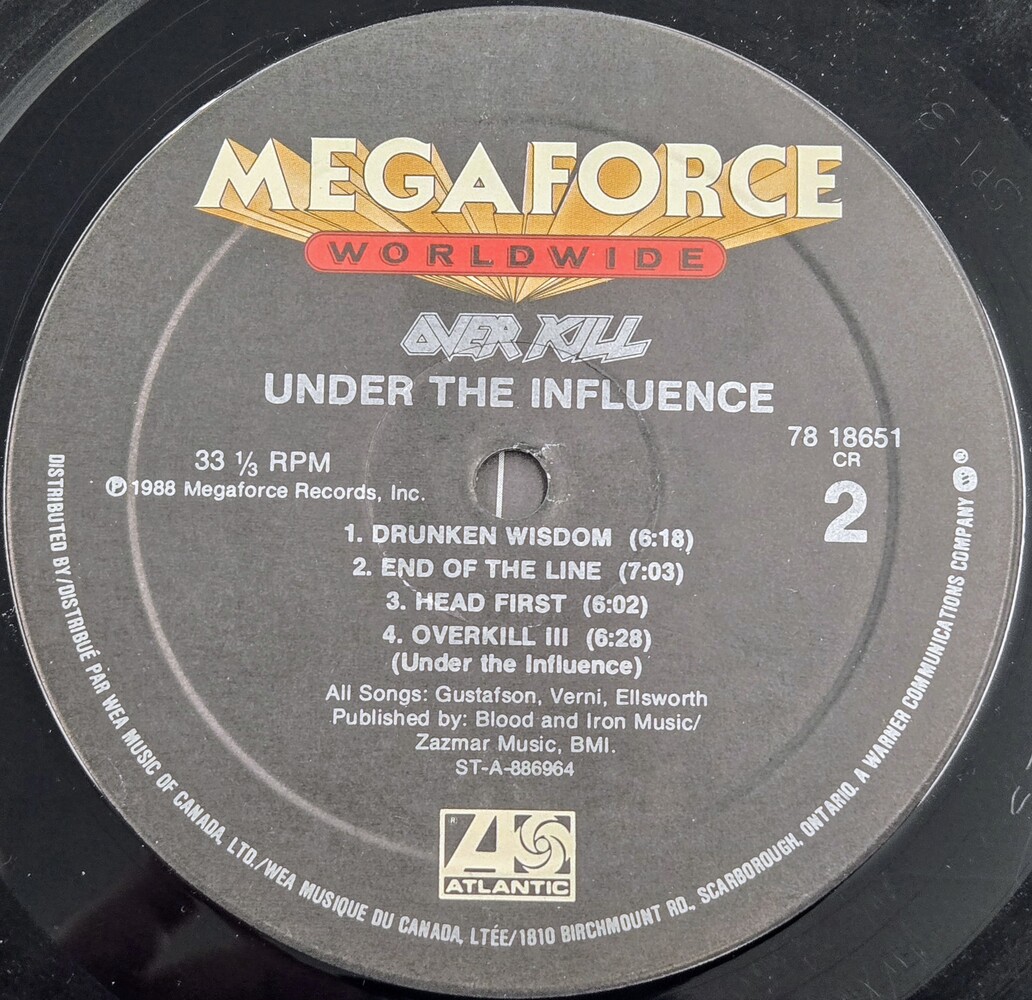 MEGAFORCE
WORLDWIDE
OVER KILL
UNDER THE INFLUENCE
78 18651
CR
2
33 ⅓ RPM
Ⓟ 1988 Megaforce Records, Inc.
1. DRUNKEN WISDOM (6:18)
2. END OF THE LINE (7:03)
3. HEAD FIRST (6:02)
4. OVERKILL III (6:28)
(Under the Influence)
All Songs: Gustafson, Verni, Ellsworth
Published by: Blood and Iron Music/
Zazmar Music, BMI.
ST-A-886964
ATLANTIC
DISTRIBUTED BY/DISTRIBUÉ PAR WEA MUSIC OF CANADA, LTD./WEA MUSIQUE DU CANADA, LTÉE/1810 BIRCHMOUNT RD., SCARBOROUGH, ONTARIO. A WARNER COMMUNICATIONS COMPANY